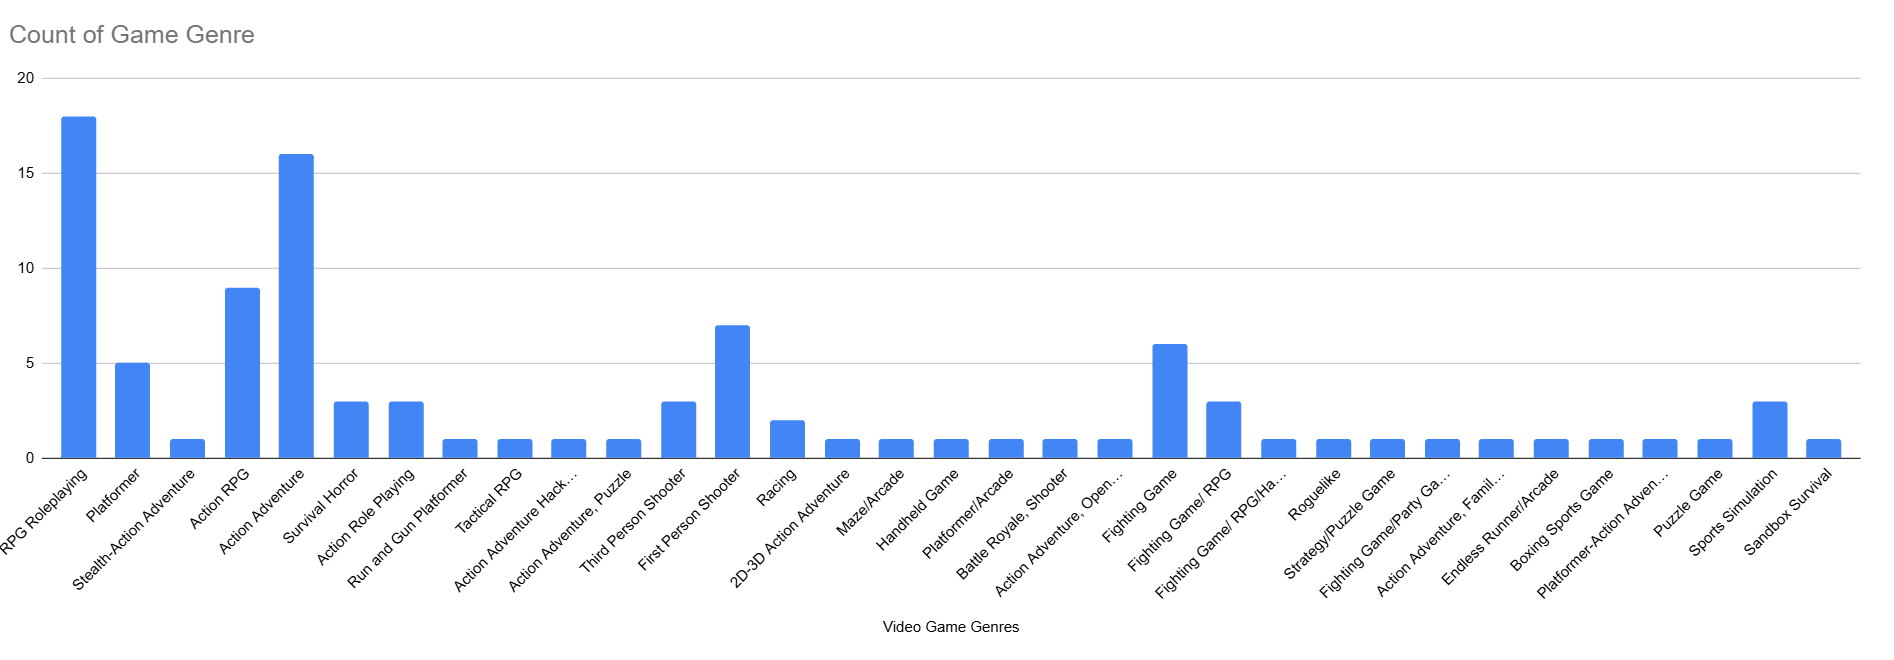 Count of Game Genre
20
15
10
5
0
RPG Roleplaying
Platformer
Stealth-Action Adventure
Action RPG
Action Adventure
Survival Horror
Action Role Playing
Run and Gun Platformer
Tactical RPG
Action Adventure Hack…
Action Adventure, Puzzle
Third Person Shooter
First Person Shooter
Racing
2D-3D Action Adventure
Maze/Arcade
Handheld Game
Platformer/Arcade
Battle Royale, Shooter
Action Adventure, Open…
Fighting Game
Fighting Game/ RPG
Fighting Game/ RPG/Ha…
Roguelike
Strategy/Puzzle Game
Fighting Game/Party Ga…
Action Adventure, Famil…
Endless Runner/Arcade
Boxing Sports Game
Platformer-Action Adven…
Puzzle Game
Sports Simulation
Sandbox Survival
Video Game Genres